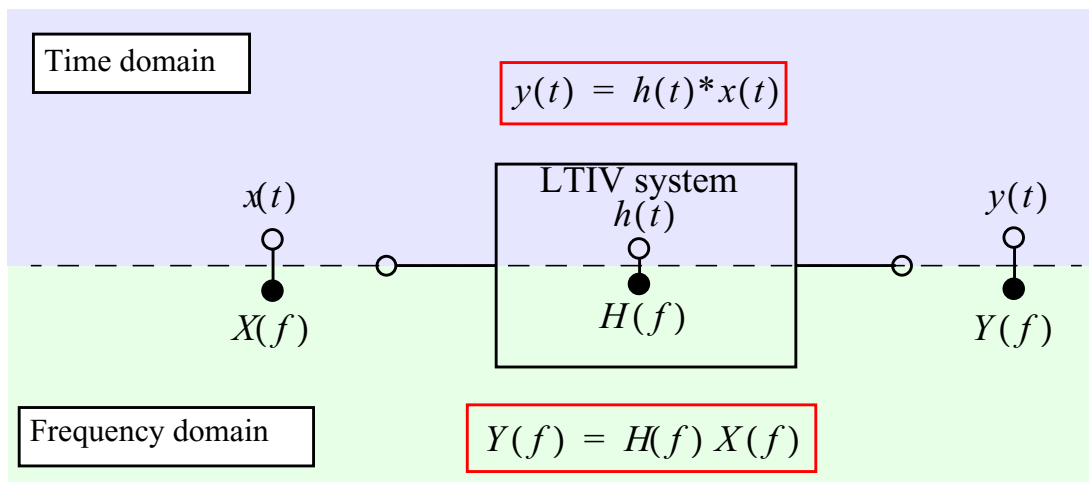 Time domain
y(t) = h(t)*x(t)
LTIV system
x(t)
h(t)
y(t)
X(f)
H(f)
Y(f)
Frequency domain
Y(f) = H(f) X(f)